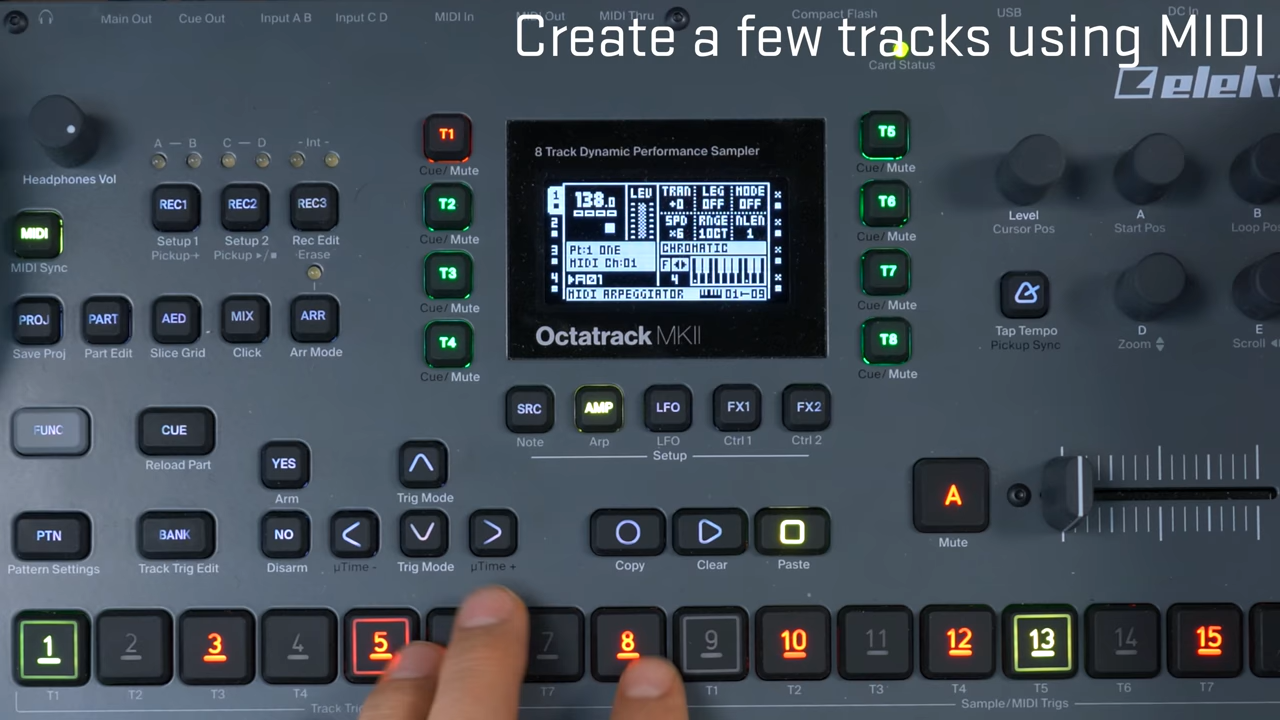 Main Out Cue Out Input A B Input C D MIDI In MIDI Out MIDI Thru Compact Flash USB DC In
Create a few tracks using MIDI
Card Status
elek
Headphones Vol
A — B C — D - Int -
REC1 REC2 REC3
Setup 1 Setup 2 Rec Edit
Pickup+ Pickup ▶/■ Erase
MIDI
MIDI Sync
PROJ PART AED MIX ARR
Save Proj Part Edit Slice Grid Click Arr Mode
T1
Cue/ Mute
T2
Cue/ Mute
T3
Cue/ Mute
T4
Cue/ Mute
8 Track Dynamic Performance Sampler
1 138.0 LEV TRAN LEG MODE
+0 OFF OFF
2 SPD RNGE NLEN
×6 1OCT 1
3 PT:1 ONE CHROMATIC
MIDI CH:01
4 A01 F 4
MIDI ARPEGGIATOR 01 09
Octatrack MKII
T5
Cue/ Mute
T6
Cue/ Mute
T7
Cue/ Mute
T8
Cue/ Mute
Level A B
Cursor Pos Start Pos Loop Pos
Tap Tempo
Pickup Sync
D E
Zoom Scroll
SRC AMP LFO FX1 FX2
Note Arp LFO Ctrl 1 Ctrl 2
Setup
FUNC CUE
Reload Part
YES
Arm Trig Mode
PTN BANK NO
Pattern Settings Track Trig Edit Disarm µTime - Trig Mode µTime +
Copy Clear Paste
A
Mute
1 2 3 4 5 7 8 9 10 11 12 13 14 15
T1 T2 T3 T4 T7 T1 T2 T3 T4 T5 T6 T7
Track Sample/MIDI Trigs